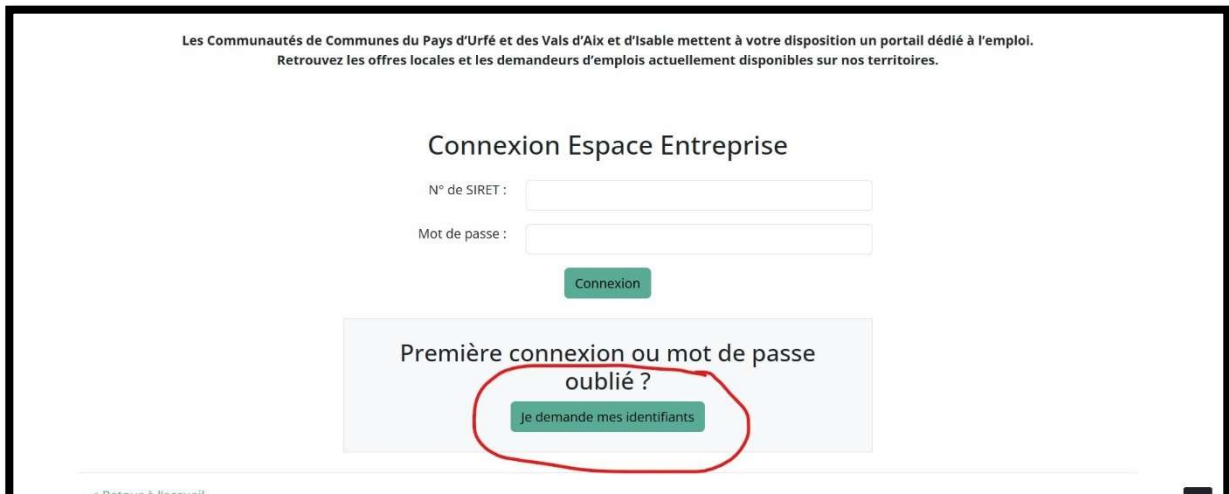 Les Communautés de Communes du Pays d'Urfé et des Vals d'Aix et d'Isable mettent à votre disposition un portail dédié à l'emploi.
Retrouvez les offres locales et les demandeurs d'emplois actuellement disponibles sur nos territoires.
Connexion Espace Entreprise
N° de SIRET :
Mot de passe :
Connexion
Première connexion ou mot de passe
oublié ?
Je demande mes identifiants
< Retour à l'accueil